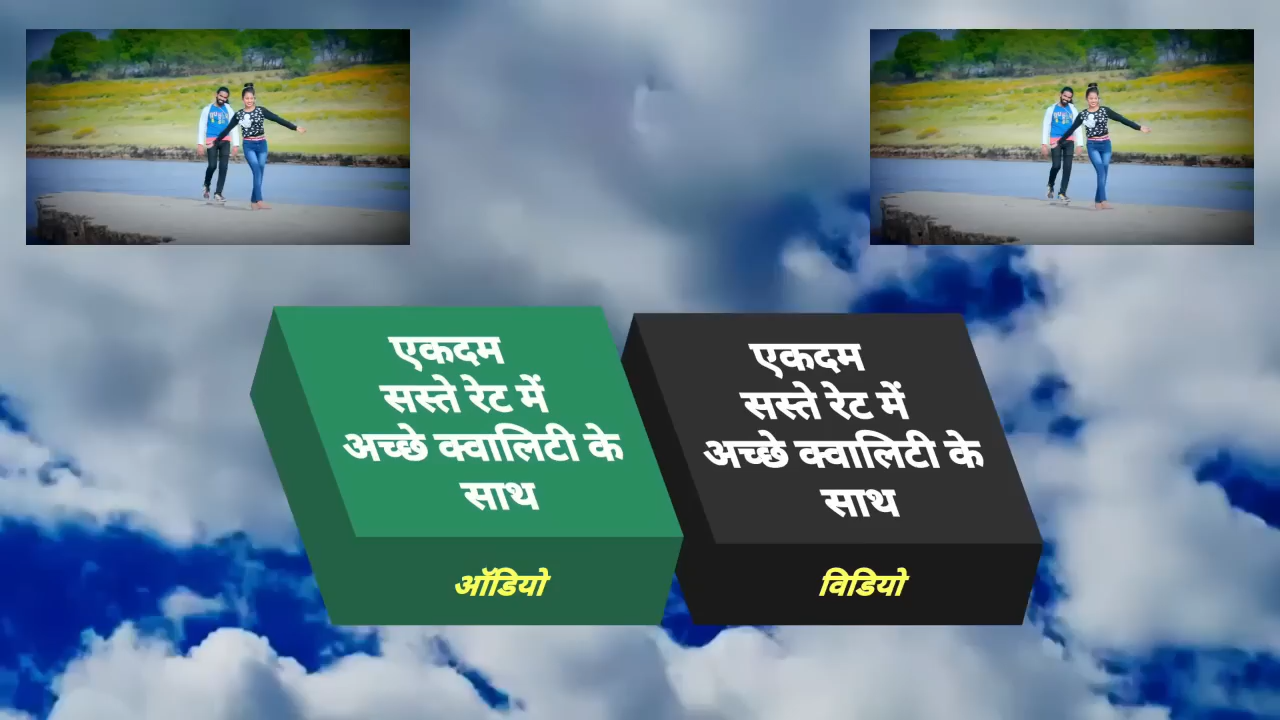 एकदम
सस्ते रेट में
अच्छे क्वालिटी के
साथ
ऑडियो
एकदम
सस्ते रेट में
अच्छे क्वालिटी के
साथ
विडियो